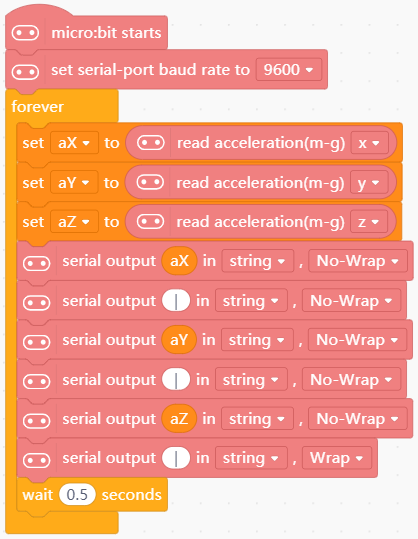 micro:bit starts
set serial-port baud rate to 9600
forever
set aX to read acceleration(m-g) x
set aY to read acceleration(m-g) y
set aZ to read acceleration(m-g) z
serial output aX in string , No-Wrap
serial output | in string , No-Wrap
serial output aY in string , No-Wrap
serial output | in string , No-Wrap
serial output aZ in string , No-Wrap
serial output | in string , Wrap
wait 0.5 seconds